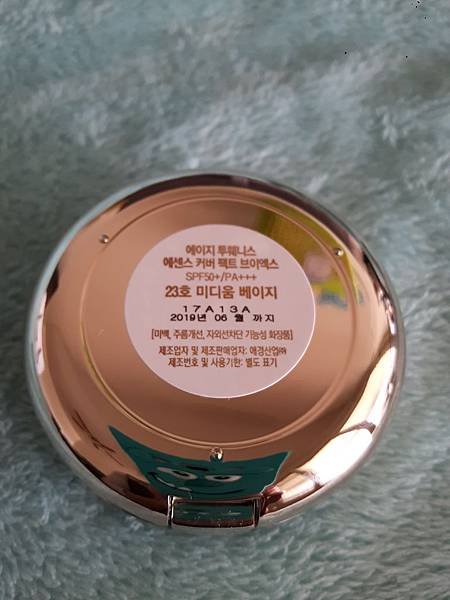 에이지 투웨니스
에센스 커버 팩트 브이엑스
SPF50+/PA+++
23호 미디움 베이지
17A13A
2019년 06 월 까지
[미백, 주름개선, 자외선차단 기능성 화장품]
제조업자 및 제조판매업자: 애경산업㈜
제조번호 및 사용기한: 별도 표기